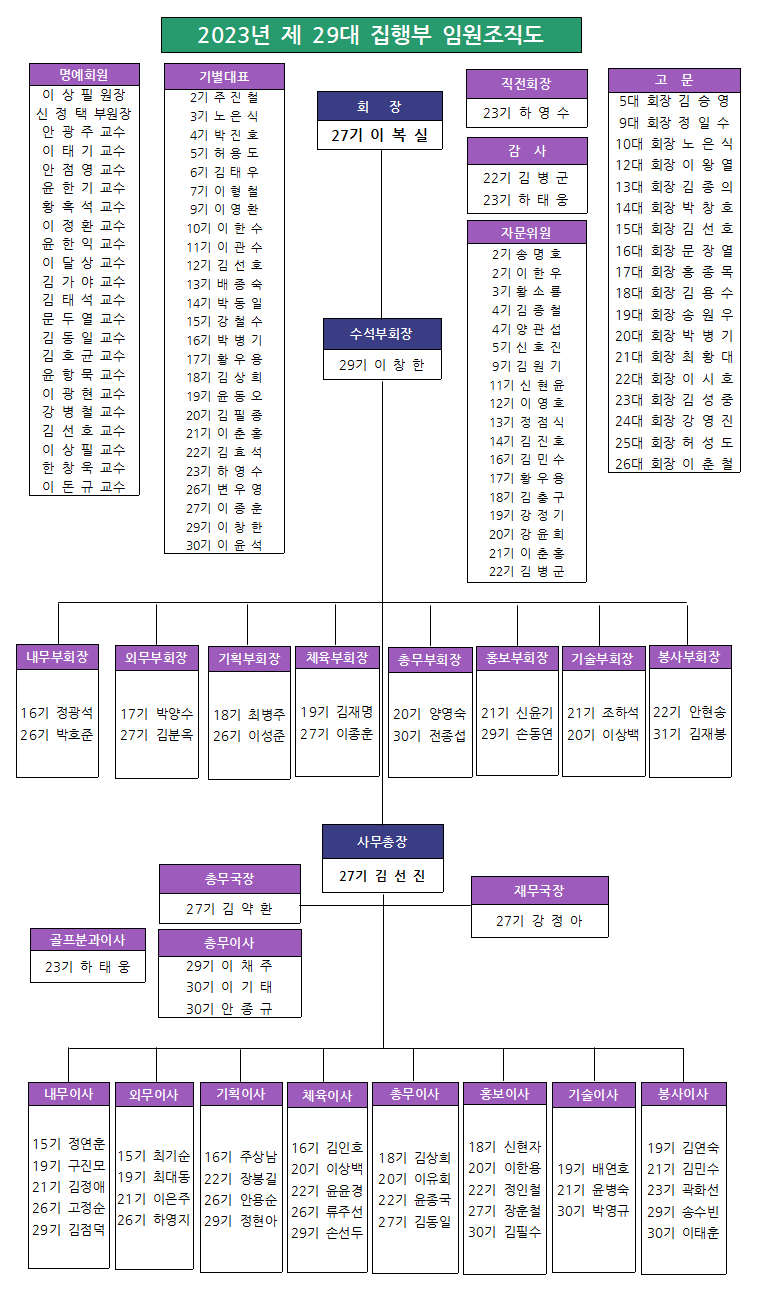 2023년 제 29대 집행부 임원조직도
명예회원
이 상 필 원장
신 정 택 부원장
안 광 주 교수
이 태 기 교수
안 점 영 교수
윤 한 기 교수
황 혹 석 교수
이 정 환 교수
윤 한 익 교수
이 달 상 교수
김 가 야 교수
김 태 석 교수
문 두 열 교수
김 동 일 교수
김 호 균 교수
윤 항 묵 교수
이 광 현 교수
강 병 철 교수
김 선 호 교수
이 상 필 교수
한 창 욱 교수
이 돈 규 교수
기별대표
2기 주 진 철
3기 노 은 식
4기 박 진 호
5기 허 용 도
6기 김 태 우
7기 이 형 철
9기 이 영 환
10기 이 한 수
11기 이 관 수
12기 김 선 호
13기 배 종 숙
14기 박 동 일
15기 강 철 수
16기 박 병 기
17기 황 우 용
18기 김 상 희
19기 윤 동 오
20기 김 필 종
21기 이 춘 홍
22기 김 효 석
23기 하 영 수
26기 변 우 영
27기 이 종 훈
29기 이 창 한
30기 이 윤 석
회 장
27기 이 복 실
수석부회장
29기 이 창 한
직전회장
23기 하 영 수
감 사
22기 김 병 군
23기 하 태 웅
자문위원
2기 송 명 호
2기 이 한 우
3기 황 소 룡
4기 김 종 철
4기 양 관 섭
5기 신 호 진
9기 김 원 기
11기 신 현 윤
12기 이 영 호
13기 정 점 식
14기 김 진 호
16기 김 민 수
17기 황 우 용
18기 김 충 구
19기 강 정 기
20기 강 윤 희
21기 이 춘 홍
22기 김 병 군
고 문
5대 회장 김 승 영
9대 회장 정 일 수
10대 회장 노 은 식
12대 회장 이 왕 열
13대 회장 김 종 의
14대 회장 박 창 호
15대 회장 김 선 호
16대 회장 문 장 열
17대 회장 홍 종 목
18대 회장 김 용 수
19대 회장 송 원 우
20대 회장 박 병 기
21대 회장 최 황 대
22대 회장 이 시 호
23대 회장 김 성 중
24대 회장 강 영 진
25대 회장 허 성 도
26대 회장 이 춘 철
내무부회장
16기 정광석
26기 박호준
외무부회장
17기 박양수
27기 김분옥
기획부회장
18기 최병주
26기 이성준
체육부회장
19기 김재명
27기 이종훈
총무부회장
20기 양영숙
30기 전종섭
홍보부회장
21기 신윤기
29기 손동연
기술부회장
21기 조하석
20기 이상백
봉사부회장
22기 안현송
31기 김재봉
사무총장
27기 김 선 진
총무국장
27기 김 약 환
재무국장
27기 강 정 아
골프분과이사
23기 하 태 웅
총무이사
29기 이 채 주
30기 이 기 태
30기 안 종 규
내무이사
15기 정연훈
19기 구진모
21기 김정애
26기 고정순
29기 김점덕
외무이사
15기 최기순
19기 최대동
21기 이은주
26기 하영지
기획이사
16기 주상남
22기 장봉길
26기 안용순
29기 정현아
체육이사
16기 김인호
20기 이상백
22기 윤윤경
26기 류주선
29기 손선두
총무이사
18기 김상희
20기 이유회
22기 윤종국
27기 김동일
홍보이사
18기 신현자
20기 이한용
22기 정인철
27기 장훈철
30기 김필수
기술이사
19기 배연호
21기 윤병숙
30기 박영규
봉사이사
19기 김연숙
21기 김민수
23기 곽화선
29기 송수빈
30기 이태훈